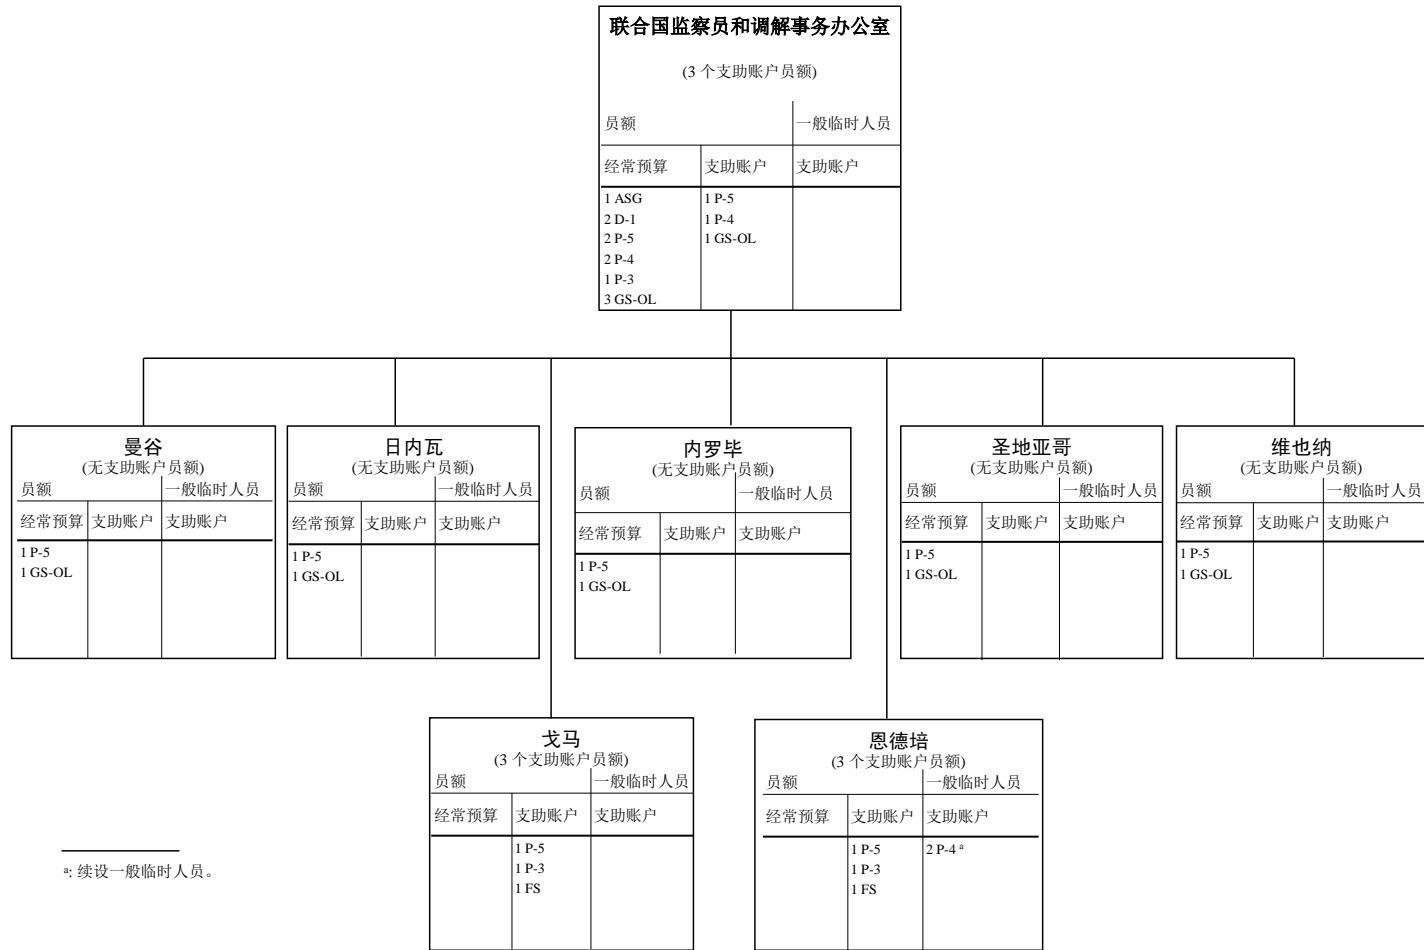 联合国监察员和调解事务办公室
(3 个支助账户员额)
员额 一般临时人员
经常预算 支助账户 支助账户
1 ASG 1 P-5
2 D-1 1 P-4
2 P-5 1 GS-OL
2 P-4
1 P-3
3 GS-OL
曼谷
(无支助账户员额)
员额 一般临时人员
经常预算 支助账户 支助账户
1 P-5
1 GS-OL
日内瓦
(无支助账户员额)
员额 一般临时人员
经常预算 支助账户 支助账户
1 P-5
1 GS-OL
内罗毕
(无支助账户员额)
员额 一般临时人员
经常预算 支助账户 支助账户
1 P-5
1 GS-OL
圣地亚哥
(无支助账户员额)
员额 一般临时人员
经常预算 支助账户 支助账户
1 P-5
1 GS-OL
维也纳
(无支助账户员额)
员额 一般临时人员
经常预算 支助账户 支助账户
1 P-5
1 GS-OL
戈马
(3 个支助账户员额)
员额 一般临时人员
经常预算 支助账户 支助账户
1 P-5
1 P-3
1 FS
恩德培
(3 个支助账户员额)
员额 一般临时人员
经常预算 支助账户 支助账户
1 P-5 2 P-4 ª
1 P-3
1 FS
ª: 续设一般临时人员。